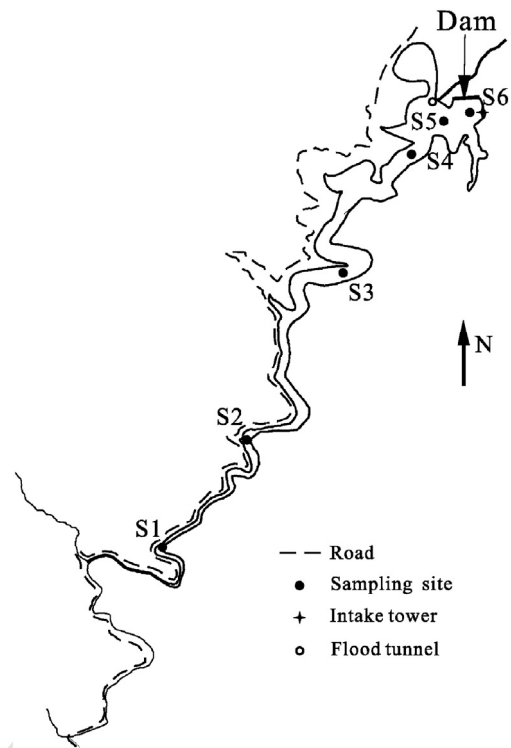 Dam
S6
S5
S4
S3
N
S2
S1
Road
Sampling site
Intake tower
Flood tunnel